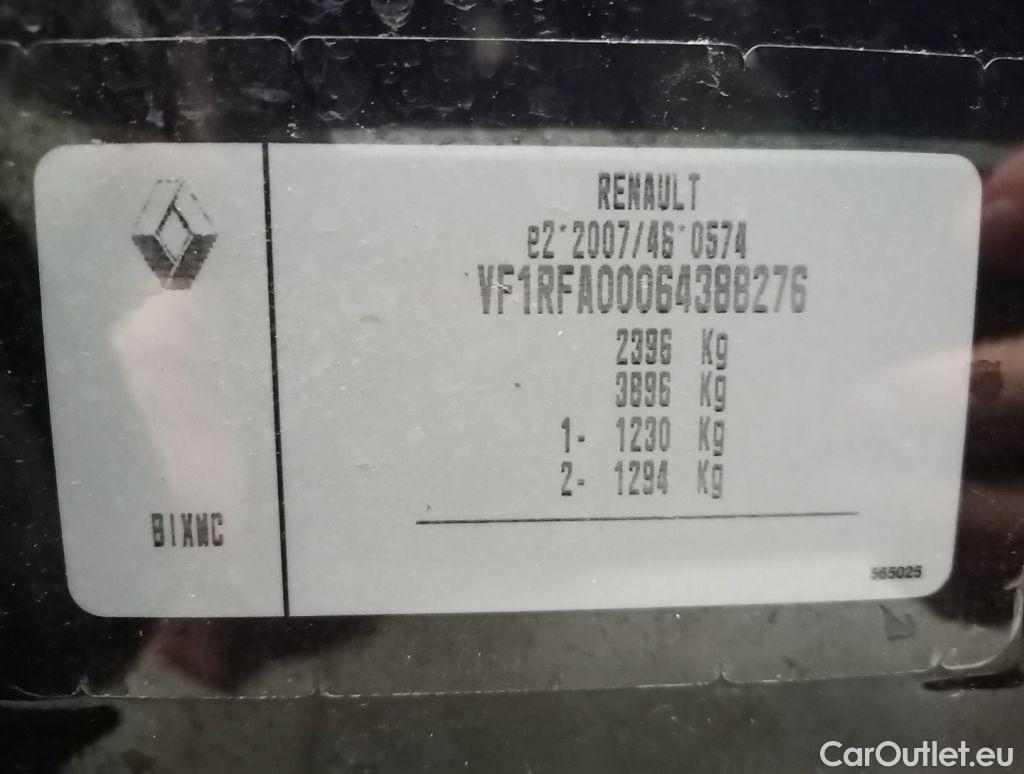 RENAULT
e2*2007/46*0574
VF1RFA00064388276
2396 Kg
3896 Kg
1- 1230 Kg
2- 1294 Kg
BIXWC
565025
CarOutlet.eu